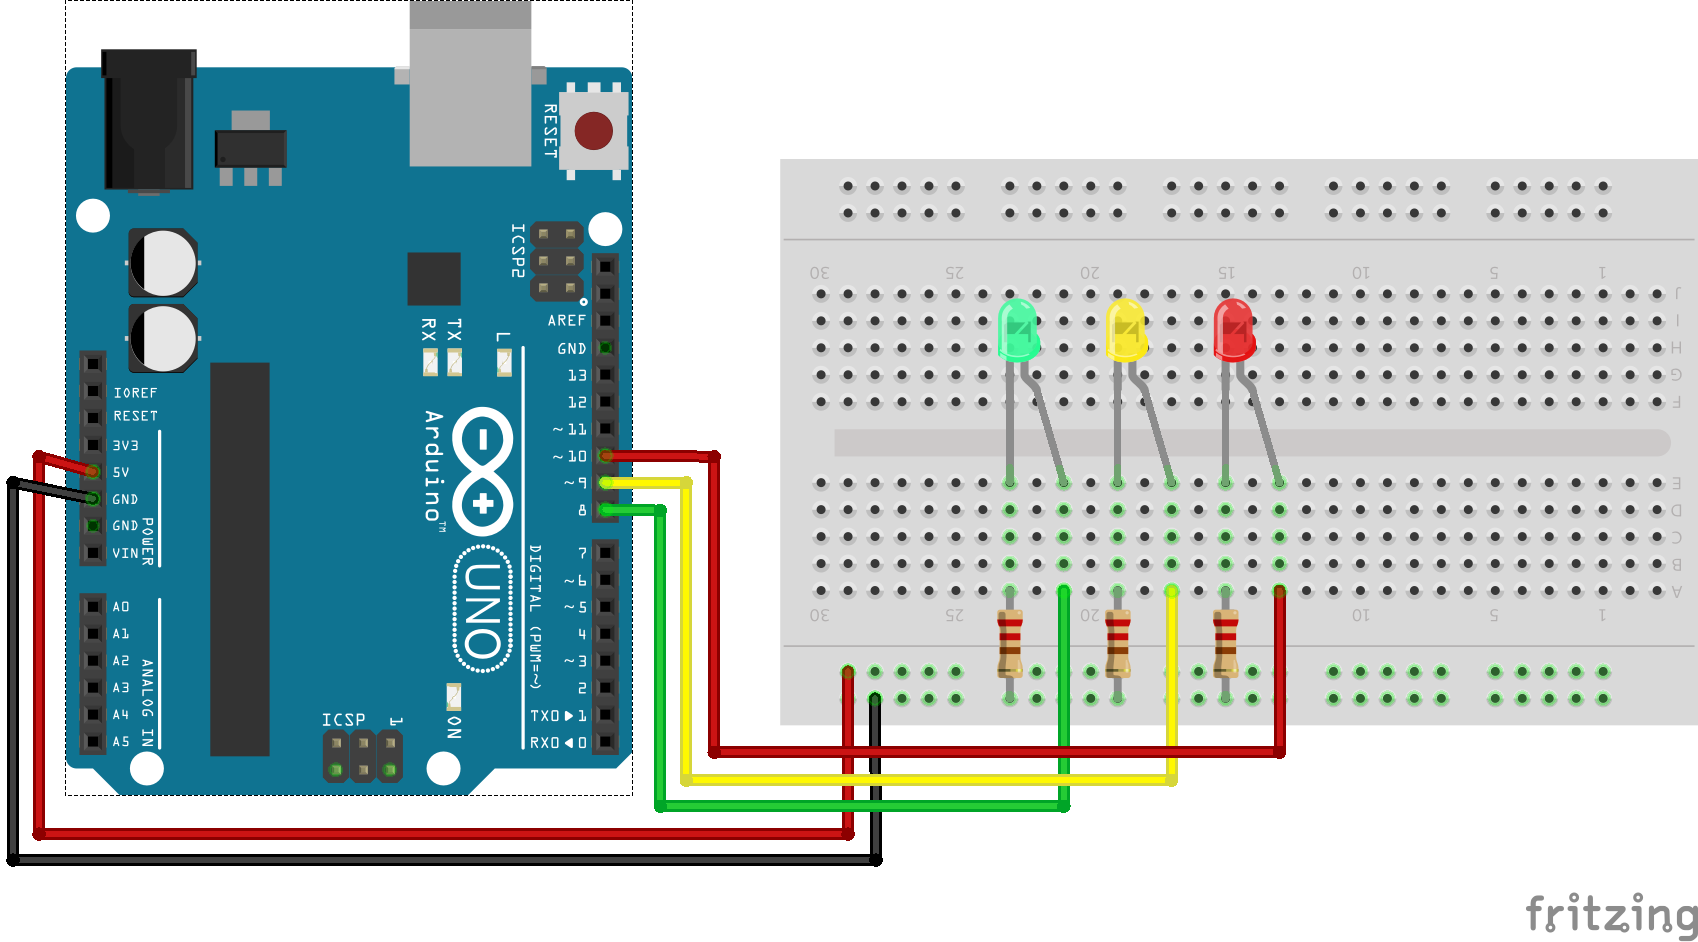 RESET
ICSP2
AREF
GND
RX TX L
13
12
~11
~10
~9
8
IOREF
RESET
3V3
5V
GND
GND
VIN
POWER
Arduino™
UNO
DIGITAL (PWM=~)
7
~6
~5
4
~3
2
TX0▶1
RX0◀0
A0
A1
A2
A3
A4
A5
ANALOG IN
ICSP 1
ON
30 25 20 15 10 5 1
J
I
H
G
F
E
D
C
B
A
30 25 20 10 5 1
fritzing